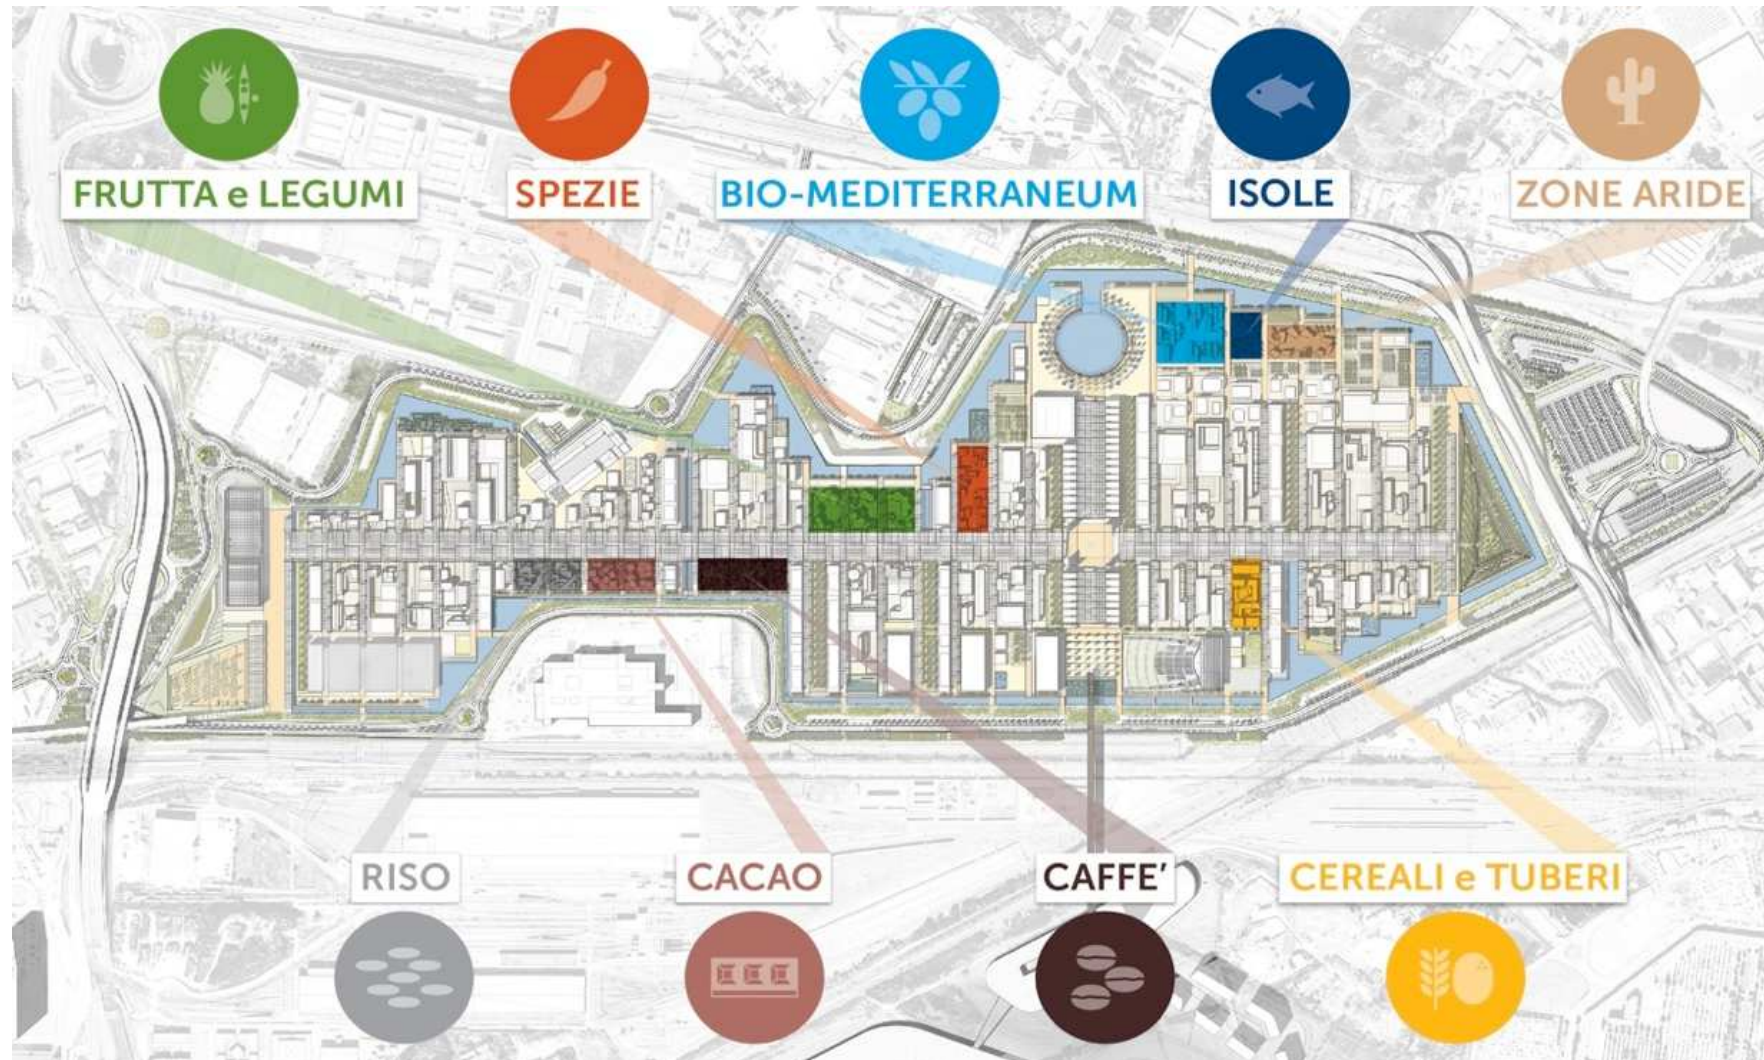 FRUTTA e LEGUMI
SPEZIE
BIO-MEDITERRANEUM
ISOLE
ZONE ARIDE
RISO
CACAO
CAFFE’
CEREALI e TUBERI